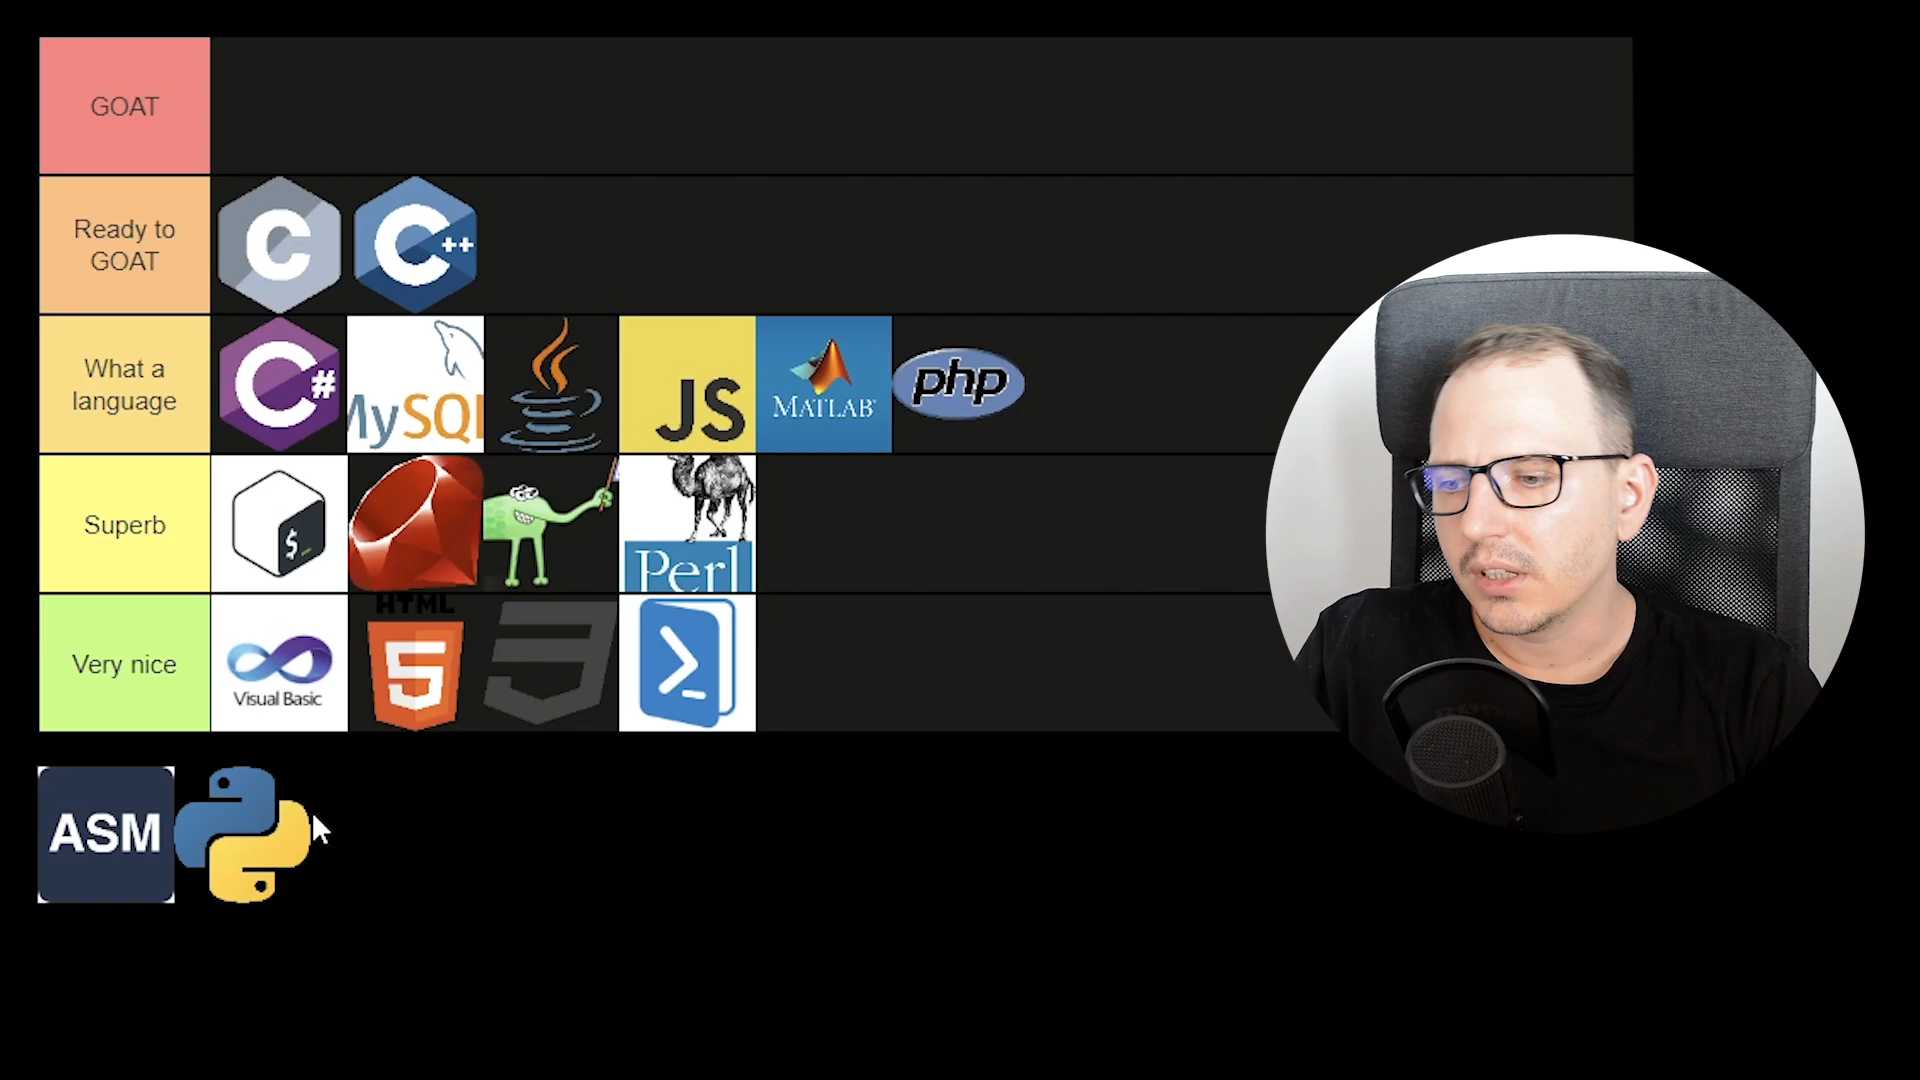 GOAT
Ready to
GOAT
C
C++
What a
language
C#
MySQL
JS
MATLAB
php
Superb
$_
Perl
Very nice
Visual Basic
HTML
5
3
>_
ASM